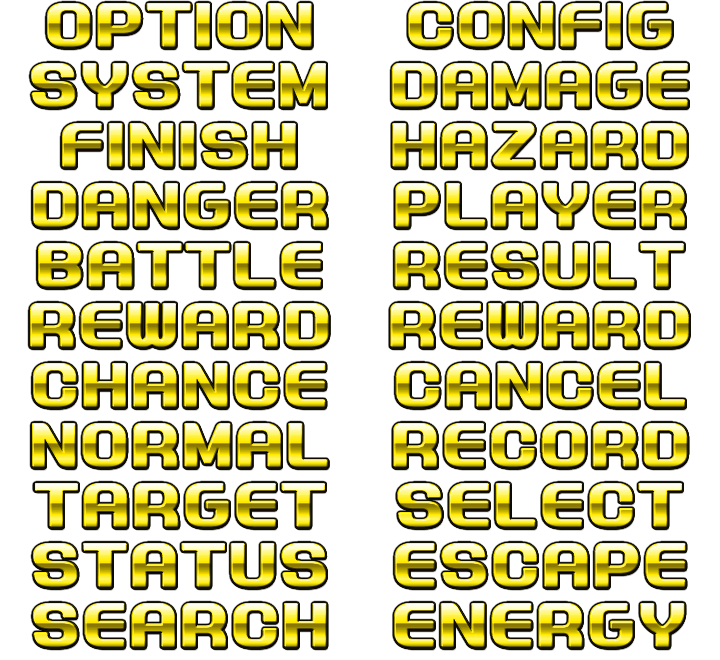 OPTION CONFIG
SYSTEM DAMAGE
FINISH HAZARD
DANGER PLAYER
BATTLE RESULT
REWARD REWARD
CHANCE CANCEL
NORMAL RECORD
TARGET SELECT
STATUS ESCAPE
SEARCH ENERGY